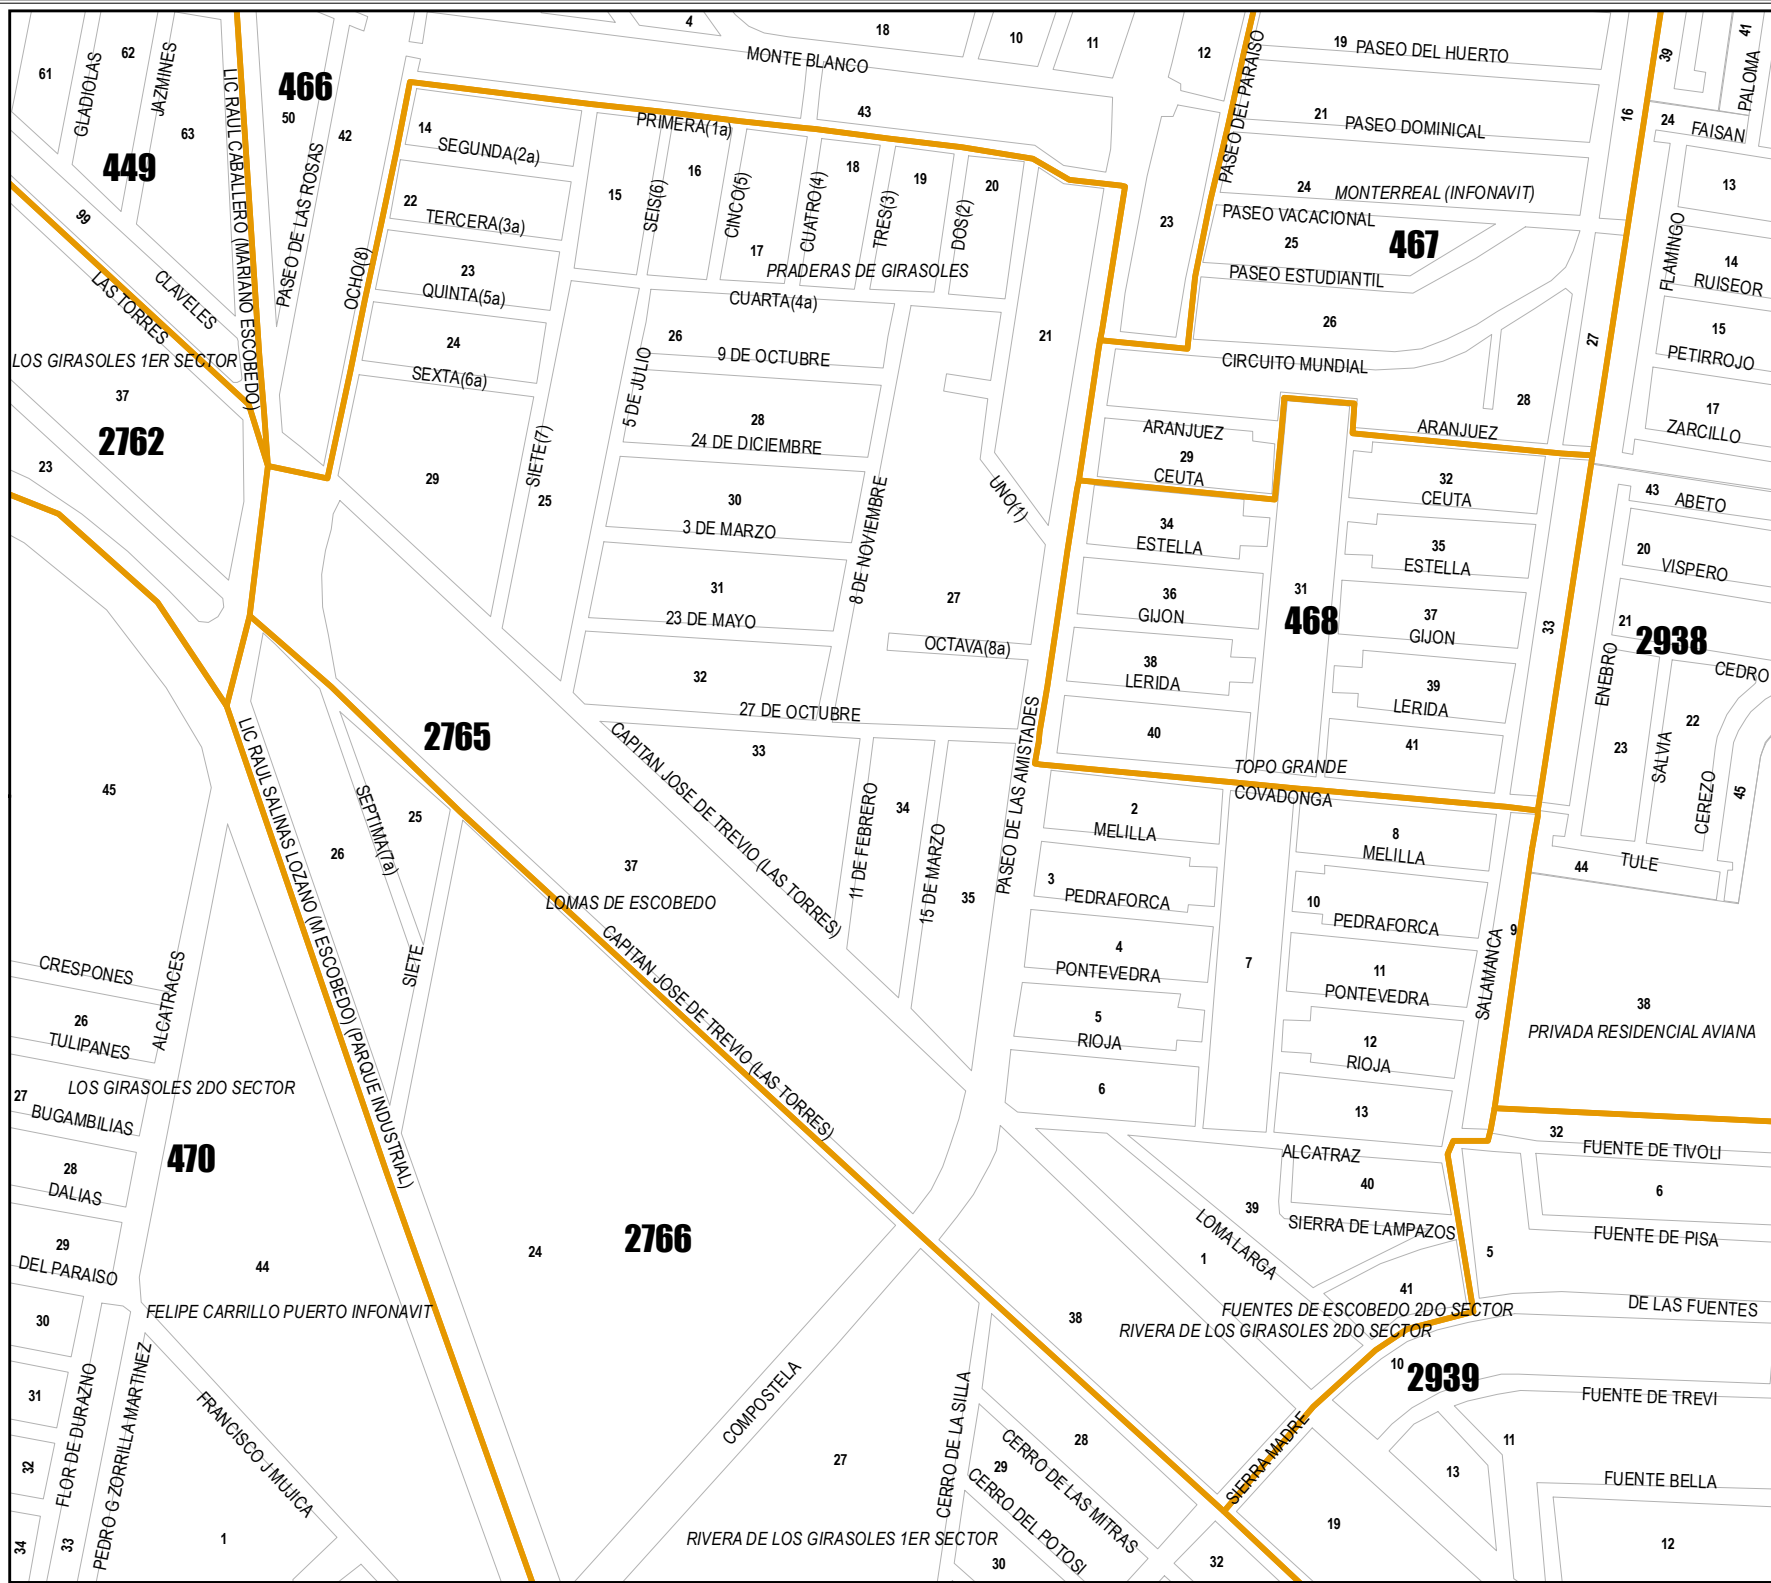 4
18
10
11
12
19
PASEO DEL HUERTO
39
41
PALOMA
61
62
GLADIOLAS
JAZMINES
63
LIC RAUL CABALLERO (MARIANO ESCOBEDO)
466
50
42
MONTE BLANCO
43
PASEO DEL PARAISO
21
PASEO DOMINICAL
16
24
FAISAN
449
14
SEGUNDA(2a)
PRIMERA(1a)
PASEO DE LAS ROSAS
15
16
18
19
20
23
24
MONTERREAL (INFONAVIT)
13
99
22
TERCERA(3a)
SEIS(6)
CINCO(5)
CUATRO(4)
TRES(3)
DOS(2)
17
PASEO VACACIONAL
25
467
FLAMINGO
14
RUISEOR
CLAVELES
LAS TORRES
OCHO(8)
23
QUINTA(5a)
PRADERAS DE GIRASOLES
CUARTA(4a)
PASEO ESTUDIANTIL
26
27
15
PETIRROJO
LOS GIRASOLES 1ER SECTOR
24
SEXTA(6a)
26
9 DE OCTUBRE
21
CIRCUITO MUNDIAL
37
5 DE JULIO
28
24 DE DICIEMBRE
ARANJUEZ
28
ARANJUEZ
17
ZARCILLO
2762
23
29
SIETE(7)
25
30
3 DE MARZO
8 DE NOVIEMBRE
UNO(1)
29
CEUTA
32
CEUTA
43
ABETO
34
ESTELLA
35
ESTELLA
20
VISPERO
31
23 DE MAYO
27
36
GIJON
31
468
37
GIJON
33
21
2938
OCTAVA(8a)
38
LERIDA
39
LERIDA
ENEBRO
CEDRO
32
27 DE OCTUBRE
40
41
22
23
SALVIA
CEREZO
45
2765
LIC RAUL SALINAS LOZANO (M ESCOBEDO) (PARQUE INDUSTRIAL)
CAPITAN JOSE DE TREVIO (LAS TORRES)
33
PASEO DE LAS AMISTADES
TOPO GRANDE
COVADONGA
45
SEPTIMA(7a)
25
26
11 DE FEBRERO
34
15 DE MARZO
2
MELILLA
8
MELILLA
44
TULE
37
LOMAS DE ESCOBEDO
35
3
PEDRAFORCA
10
PEDRAFORCA
9
SALAMANCA
CAPITAN JOSE DE TREVIO (LAS TORRES)
SIETE
CRESPONES
ALCATRACES
4
PONTEVEDRA
7
11
PONTEVEDRA
38
PRIVADA RESIDENCIAL AVIANA
26
TULIPANES
5
RIOJA
12
RIOJA
LOS GIRASOLES 2DO SECTOR
27
BUGAMBILIAS
6
13
32
FUENTE DE TIVOLI
470
28
DALIAS
ALCATRAZ
40
6
2766
24
39
SIERRA DE LAMPAZOS
LOMA LARGA
1
5
FUENTE DE PISA
29
DEL PARAISO
44
FELIPE CARRILLO PUERTO INFONAVIT
41
DE LAS FUENTES
30
38
FUENTES DE ESCOBEDO 2DO SECTOR
RIVERA DE LOS GIRASOLES 2DO SECTOR
10
2939
31
FLOR DE DURAZNO
PEDRO G ZORRILLA MARTINEZ
FRANCISCO J MUJICA
COMPOSTELA
CERRO DE LA SILLA
FUENTE DE TREVI
28
11
32
27
29
CERRO DE LAS MITRAS
CERRO DEL POTOSI
SIERRA MADRE
13
FUENTE BELLA
34
33
1
RIVERA DE LOS GIRASOLES 1ER SECTOR
30
32
19
12